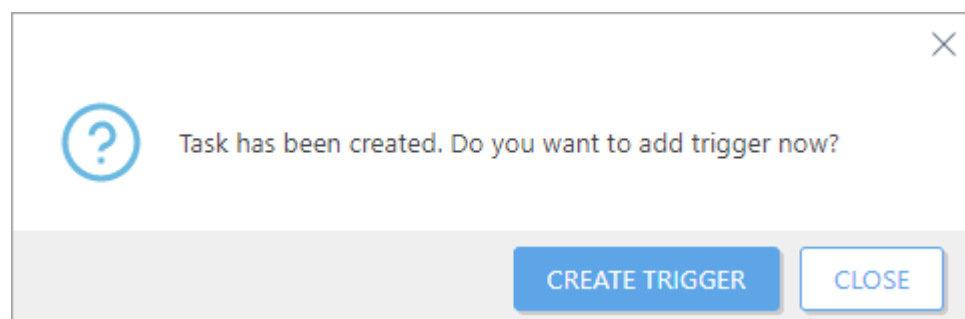 Task has been created. Do you want to add trigger now?
CREATE TRIGGER
CLOSE